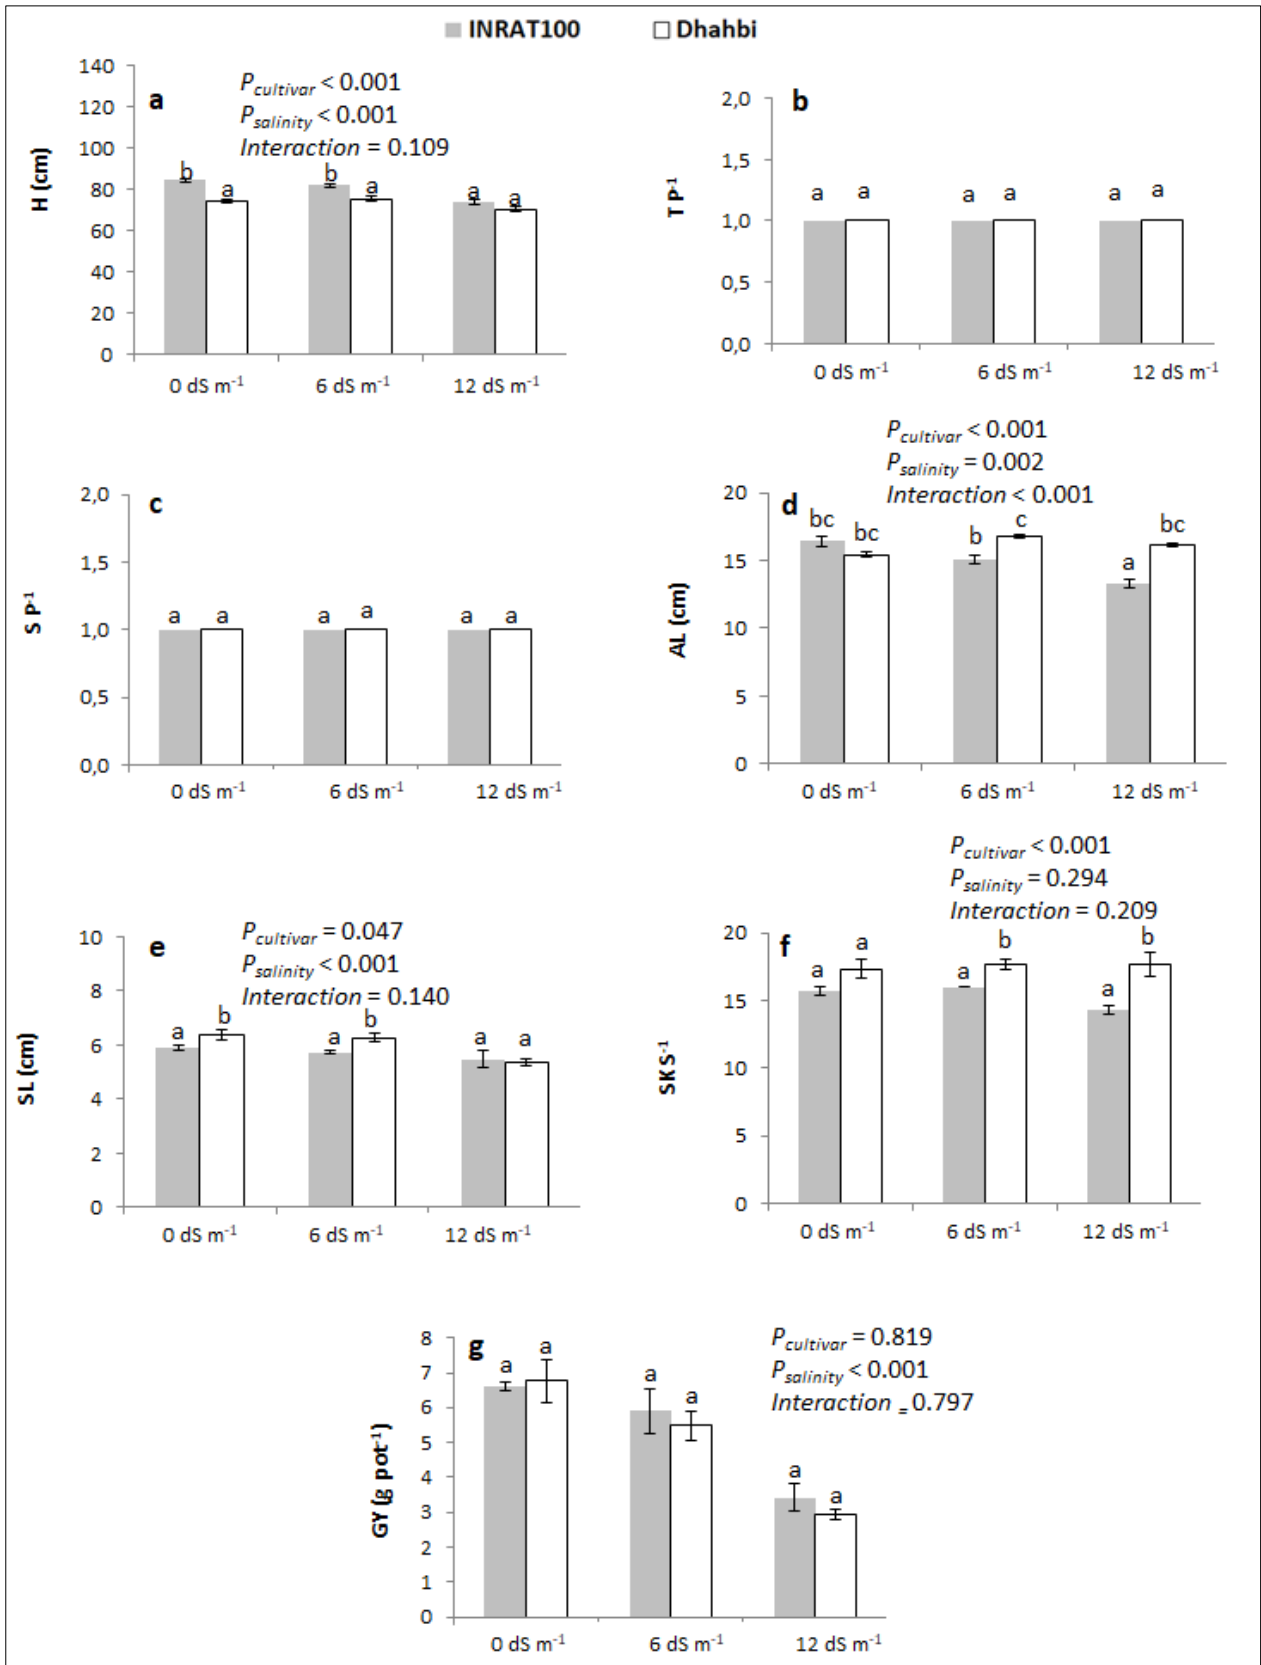 INRAT100 Dhahbi
a
P_cultivar < 0.001
P_salinity < 0.001
Interaction = 0.109
H (cm)
140
120
100
80
60
40
20
0
b a b a a a
0 dS m⁻¹ 6 dS m⁻¹ 12 dS m⁻¹
b
T P⁻¹
2,0
1,5
1,0
0,5
0,0
a a a a a a
0 dS m⁻¹ 6 dS m⁻¹ 12 dS m⁻¹
c
S P⁻¹
2,0
1,5
1,0
0,5
0,0
a a a a a a
0 dS m⁻¹ 6 dS m⁻¹ 12 dS m⁻¹
P_cultivar < 0.001
P_salinity = 0.002
Interaction < 0.001
d
AL (cm)
20
15
10
5
0
bc bc b c a bc
0 dS m⁻¹ 6 dS m⁻¹ 12 dS m⁻¹
e
P_cultivar = 0.047
P_salinity < 0.001
Interaction = 0.140
SL (cm)
10
8
6
4
2
0
a b a b a a
0 dS m⁻¹ 6 dS m⁻¹ 12 dS m⁻¹
P_cultivar < 0.001
P_salinity = 0.294
Interaction = 0.209
f
SK S⁻¹
20
15
10
5
0
a a a b a b
0 dS m⁻¹ 6 dS m⁻¹ 12 dS m⁻¹
g
P_cultivar = 0.819
P_salinity < 0.001
Interaction = 0.797
GY (g pot⁻¹)
8
7
6
5
4
3
2
1
0
a a a a a a
0 dS m⁻¹ 6 dS m⁻¹ 12 dS m⁻¹